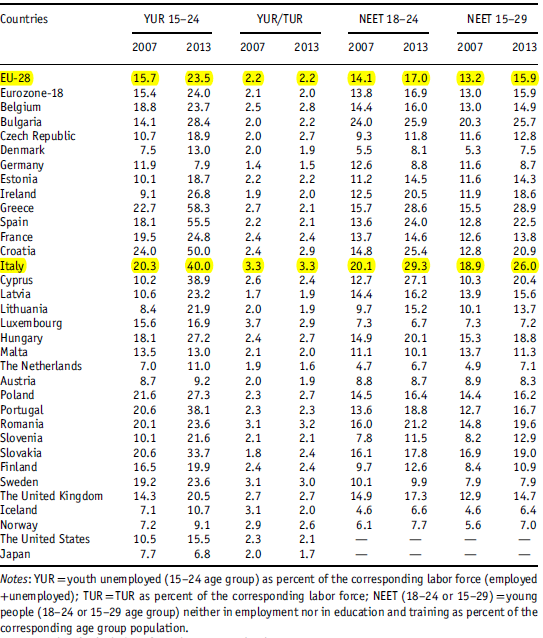 Countries YUR 15–24 YUR/TUR NEET 18–24 NEET 15–29
2007 2013 2007 2013 2007 2013 2007 2013
EU-28 15.7 23.5 2.2 2.2 14.1 17.0 13.2 15.9
Eurozone-18 15.4 24.0 2.1 2.0 13.8 16.9 13.0 15.9
Belgium 18.8 23.7 2.5 2.8 14.4 16.0 13.0 14.9
Bulgaria 14.1 28.4 2.0 2.2 24.0 25.9 20.3 25.7
Czech Republic 10.7 18.9 2.0 2.7 9.3 11.8 11.6 12.8
Denmark 7.5 13.0 2.0 1.9 5.5 8.1 5.3 7.5
Germany 11.9 7.9 1.4 1.5 12.6 8.8 11.6 8.7
Estonia 10.1 18.7 2.2 2.2 11.2 14.5 11.6 14.3
Ireland 9.1 26.8 1.9 2.0 12.5 20.5 11.9 18.6
Greece 22.7 58.3 2.7 2.1 15.7 28.6 15.5 28.9
Spain 18.1 55.5 2.2 2.1 13.6 24.0 12.8 22.5
France 19.5 24.8 2.4 2.4 13.7 14.6 12.6 13.8
Croatia 24.0 50.0 2.4 2.9 14.8 25.4 12.8 20.9
Italy 20.3 40.0 3.3 3.3 20.1 29.3 18.9 26.0
Cyprus 10.2 38.9 2.6 2.4 12.7 27.1 10.3 20.4
Latvia 10.6 23.2 1.7 1.9 14.4 16.2 13.9 15.6
Lithuania 8.4 21.9 2.0 1.9 9.7 15.2 10.1 13.7
Luxembourg 15.6 16.9 3.7 2.9 7.3 6.7 7.3 7.2
Hungary 18.1 27.2 2.4 2.7 14.9 20.1 15.3 18.8
Malta 13.5 13.0 2.1 2.0 11.1 10.1 13.7 11.3
The Netherlands 7.0 11.0 1.9 1.6 4.7 6.7 4.9 7.1
Austria 8.7 9.2 2.0 1.9 8.8 8.7 8.9 8.3
Poland 21.6 27.3 2.3 2.7 14.5 16.4 14.4 16.2
Portugal 20.6 38.1 2.3 2.3 13.6 18.8 12.7 16.7
Romania 20.1 23.6 3.1 3.2 16.0 21.2 14.8 19.6
Slovenia 10.1 21.6 2.1 2.1 7.8 11.5 8.2 12.9
Slovakia 20.6 33.7 1.8 2.4 16.1 17.8 16.9 19.0
Finland 16.5 19.9 2.4 2.4 9.7 12.6 8.4 10.9
Sweden 19.2 23.6 3.1 3.0 10.1 9.9 7.9 7.9
The United Kingdom 14.3 20.5 2.7 2.7 14.9 17.3 12.9 14.7
Iceland 7.1 10.7 3.1 2.0 4.6 6.6 4.6 6.4
Norway 7.2 9.1 2.9 2.6 6.1 7.7 5.6 7.0
The United States 10.5 15.5 2.3 2.1 — — — —
Japan 7.7 6.8 2.0 1.7 — — — —
Notes: YUR=youth unemployed (15–24 age group) as percent of the corresponding labor force (employed
+unemployed); TUR=TUR as percent of the corresponding labor force; NEET (18–24 or 15–29)=young
people (18–24 or 15–29 age group) neither in employment nor in education and training as percent of the
corresponding age group population.